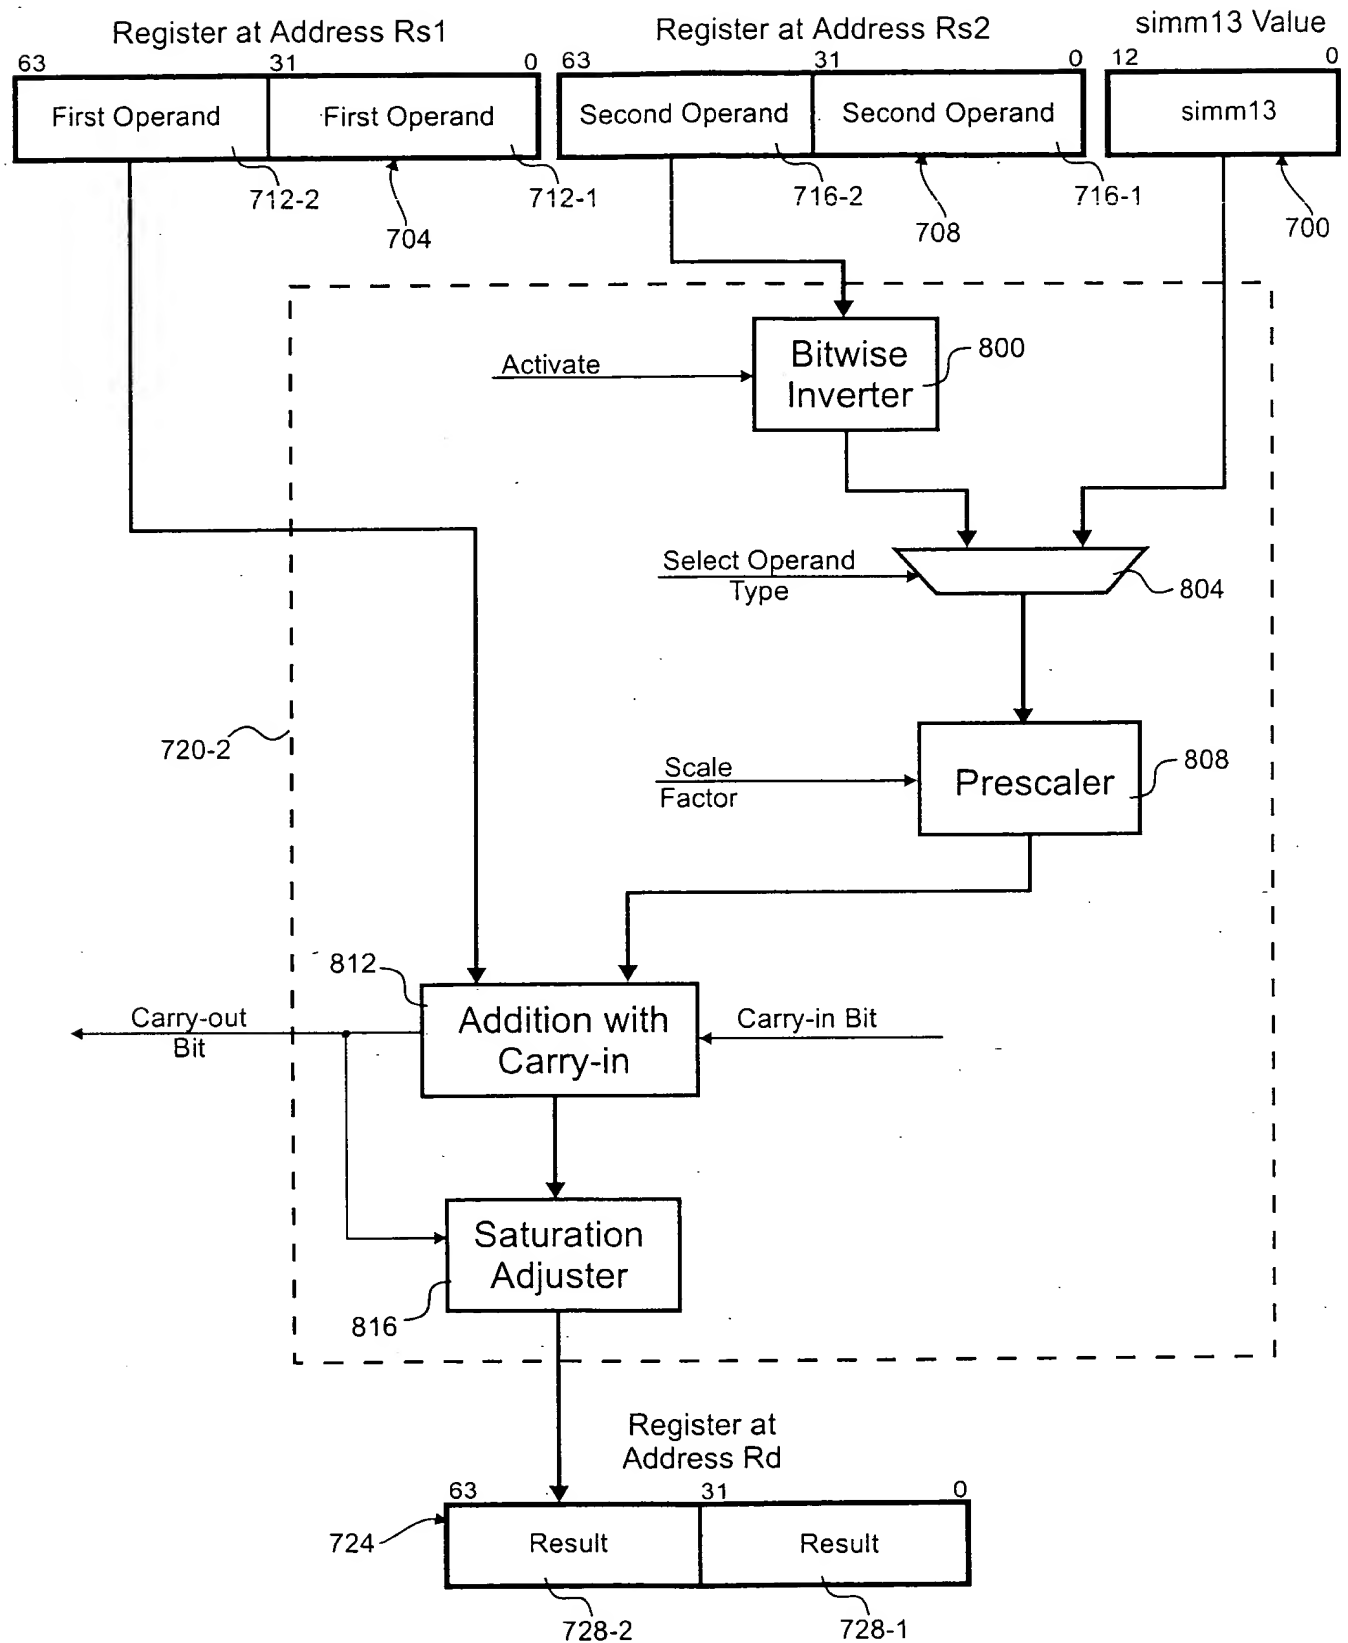 Register at Address Rs1
Register at Address Rs2
simm13 Value
63
31
0
63
31
0
12
0
First Operand
First Operand
Second Operand
Second Operand
simm13
712-2
704
712-1
716-2
708
716-1
700
Activate
Bitwise
Inverter
800
Select Operand
Type
804
720-2
Scale
Factor
Prescaler
808
812
Carry-out
Bit
Addition with
Carry-in
Carry-in Bit
Saturation
Adjuster
816
Register at
Address Rd
63
31
0
724
Result
Result
728-2
728-1